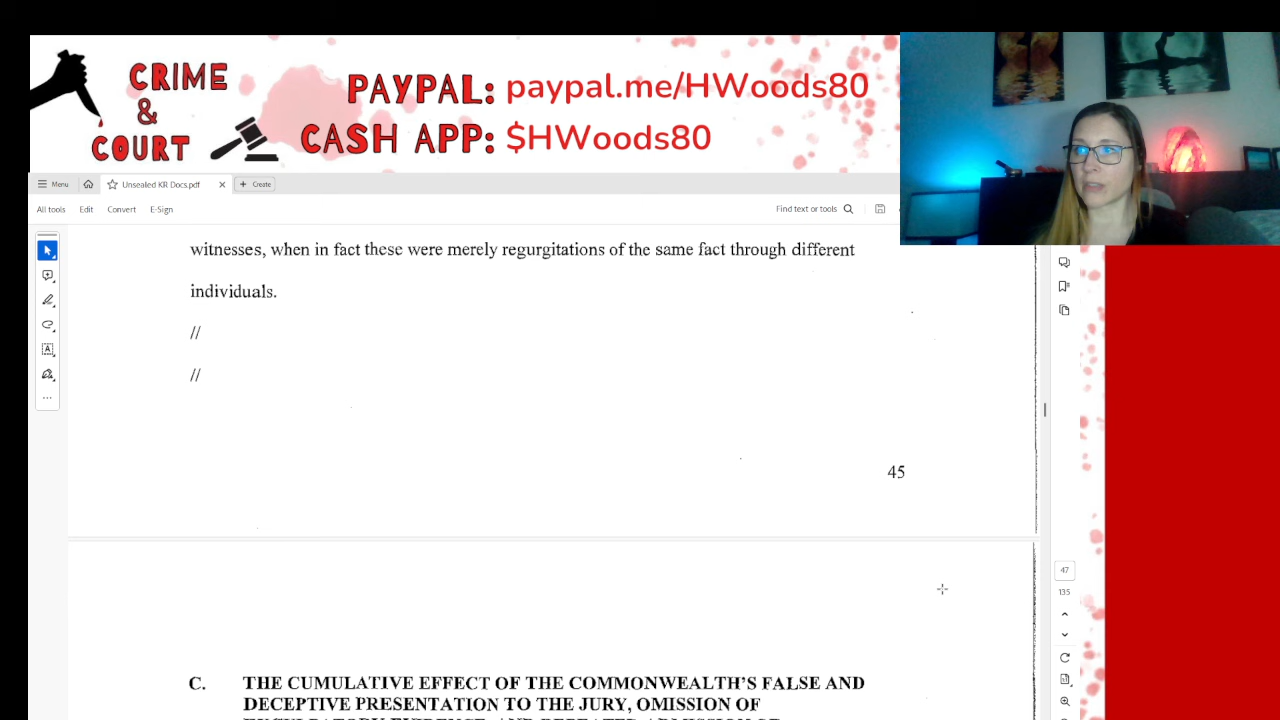 CRIME
&
COURT
PAYPAL: paypal.me/HWoods80
CASH APP: $HWoods80
Menu
Unsealed KR Docs.pdf
Create
All tools Edit Convert E-Sign
Find text or tools
witnesses, when in fact these were merely regurgitations of the same fact through different
individuals.
//
//
45
47
135
C. THE CUMULATIVE EFFECT OF THE COMMONWEALTH'S FALSE AND
DECEPTIVE PRESENTATION TO THE JURY, OMISSION OF